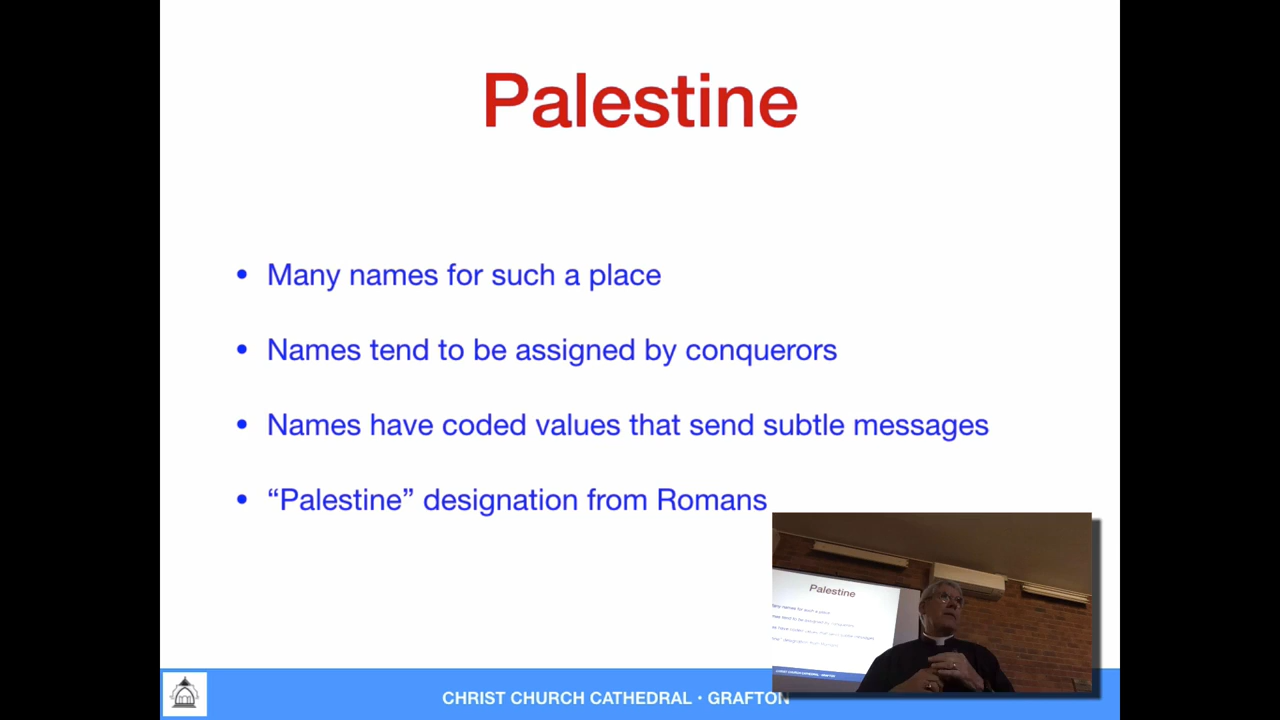 Palestine
• Many names for such a place
• Names tend to be assigned by conquerors
• Names have coded values that send subtle messages
• “Palestine” designation from Romans
Palestine
CHRIST CHURCH CATHEDRAL • GRAFTON